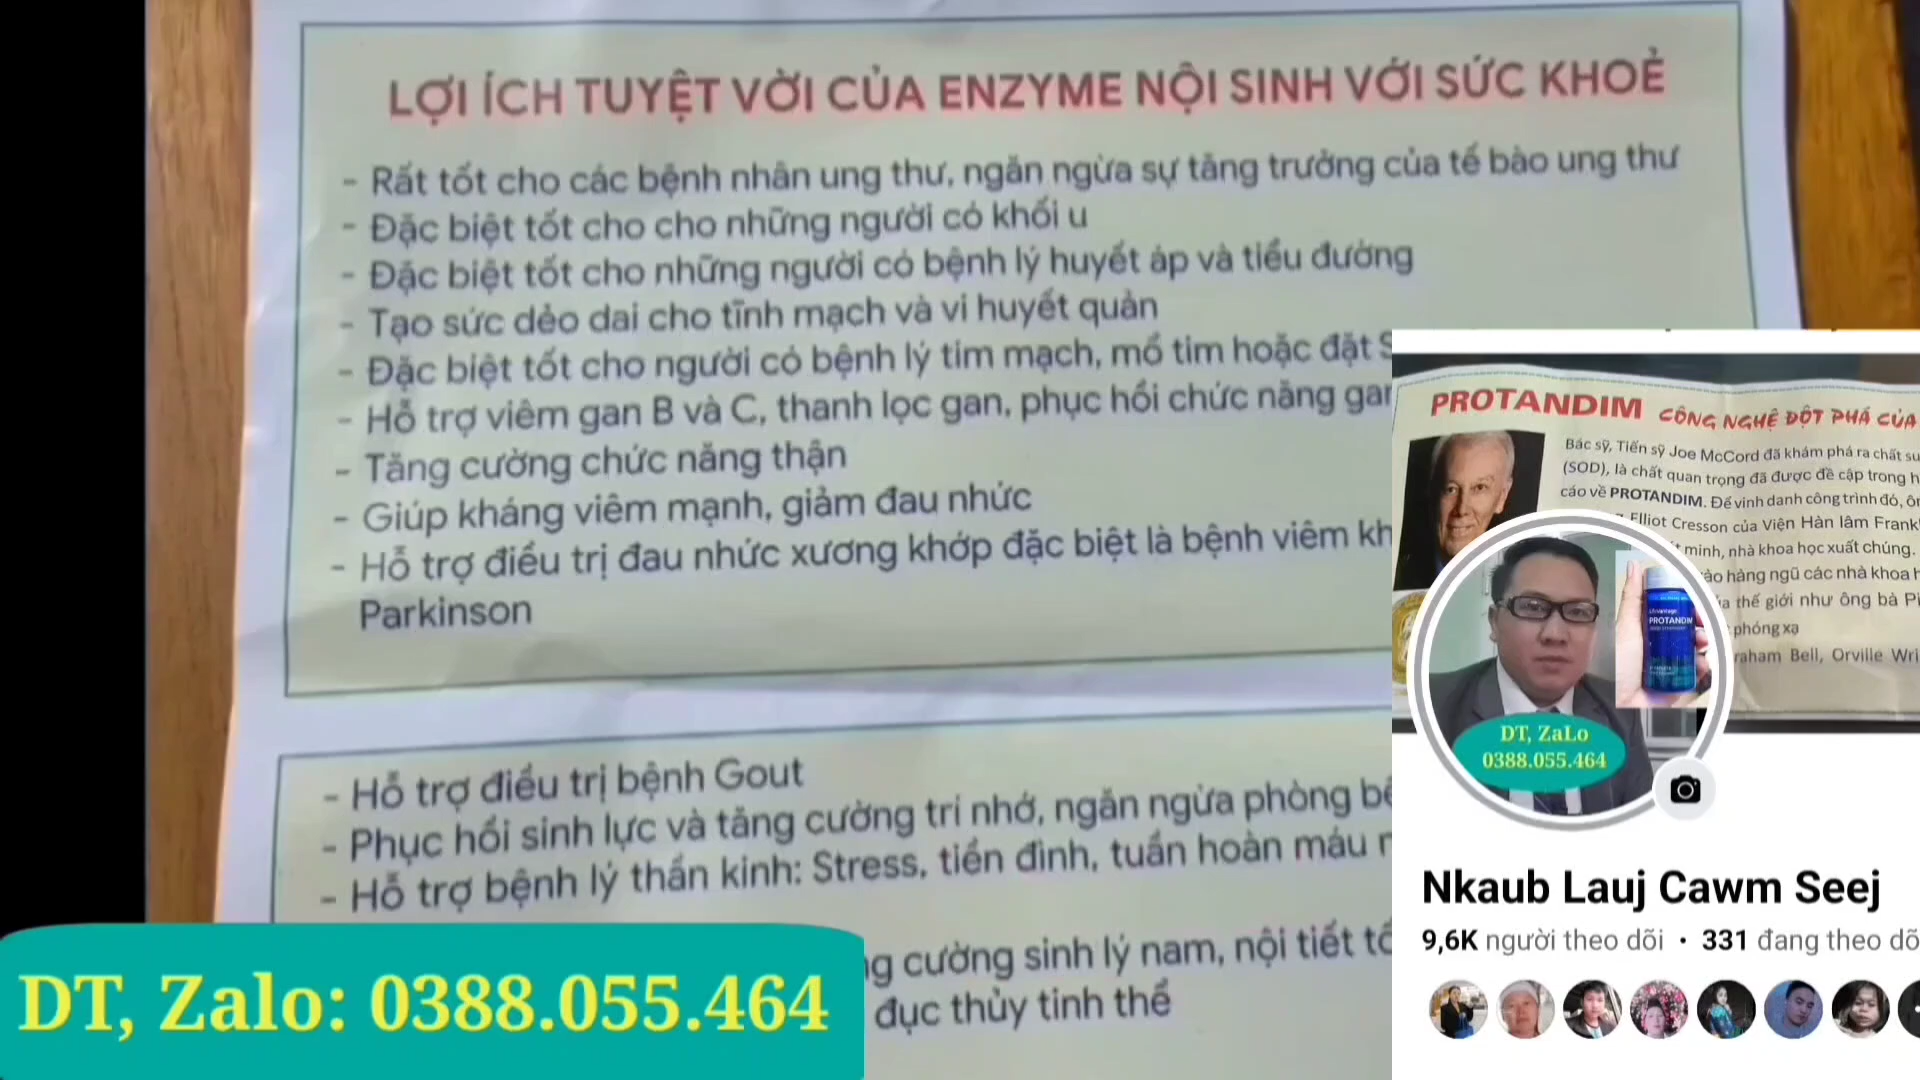 LỢI ÍCH TUYỆT VỜI CỦA ENZYME NỘI SINH VỚI SỨC KHOẺ
- Rất tốt cho các bệnh nhân ung thư, ngăn ngừa sự tăng trưởng của tế bào ung thư
- Đặc biệt tốt cho cho những người có khối u
- Đặc biệt tốt cho những người có bệnh lý huyết áp và tiểu đường
- Tạo sức dẻo dai cho tĩnh mạch và vi huyết quản
- Đặc biệt tốt cho người có bệnh lý tim mạch, mổ tim hoặc đặt
- Hỗ trợ viêm gan B và C, thanh lọc gan, phục hồi chức năng
- Tăng cường chức năng thận
- Giúp kháng viêm mạnh, giảm đau nhức
- Hỗ trợ điều trị đau nhức xương khớp đặc biệt là bệnh viêm
Parkinson
- Hỗ trợ điều trị bệnh Gout
- Phục hồi sinh lực và tăng cường trí nhớ, ngăn ngừa phòng
- Hỗ trợ bệnh lý thần kinh: Stress, tiền đình, tuần hoàn máu
cường sinh lý nam, nội tiết
đục thủy tinh thể
DT, Zalo: 0388.055.464
PROTANDIM CÔNG NGHỆ ĐỘT PHÁ CỦA
Bác sỹ, Tiến sỹ Joe McCord đã khám phá ra chất
(SOD), là chất quan trọng đã được đề cập trong
cáo về PROTANDIM. Để vinh danh công trình đó,
Elliot Cresson của Viện Hàn lâm
minh, nhà khoa học xuất chúng.
hàng ngũ các nhà khoa
thế giới như ông bà
phóng xạ
Bell, Orville
PROTANDIM
DT, ZaLo
0388.055.464
Nkaub Lauj Cawm Seej
9,6K người theo dõi • 331 đang theo